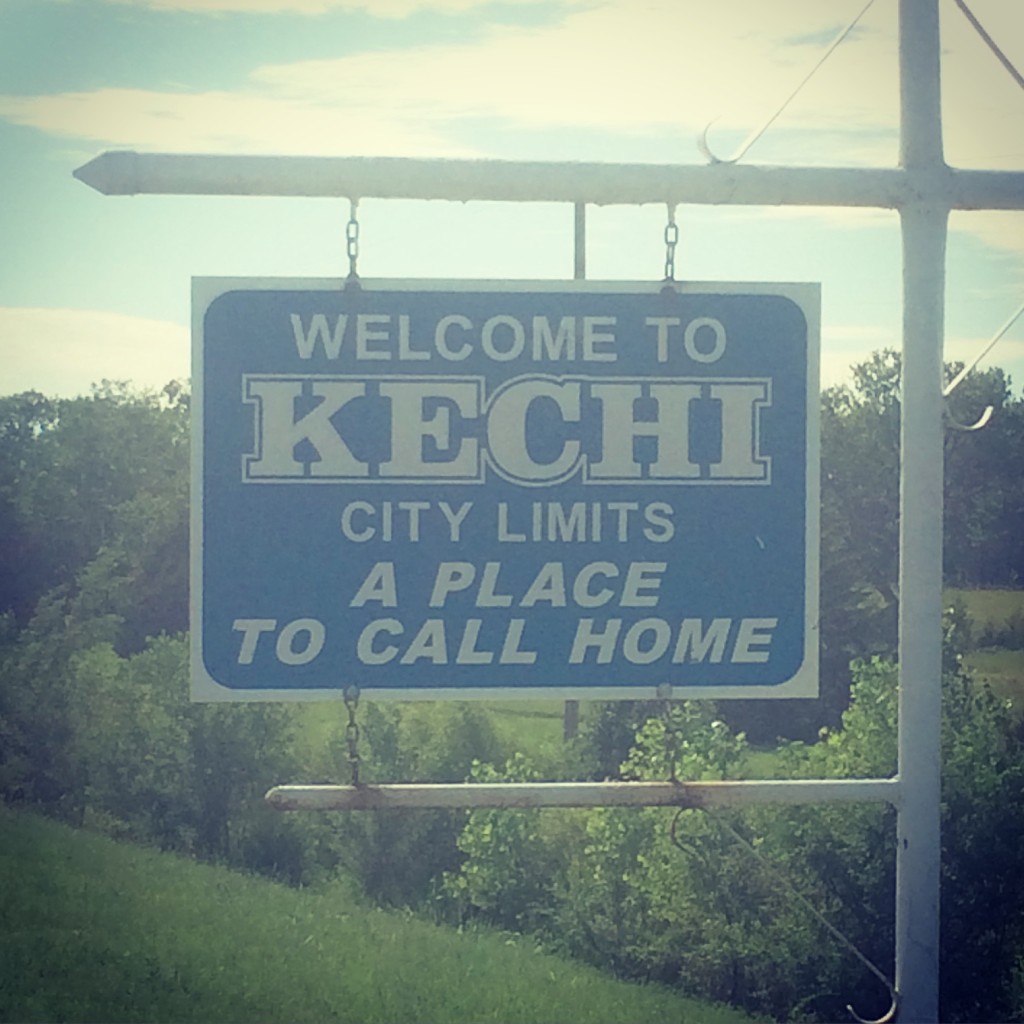 WELCOME TO
KECHI
CITY LIMITS
A PLACE
TO CALL HOME